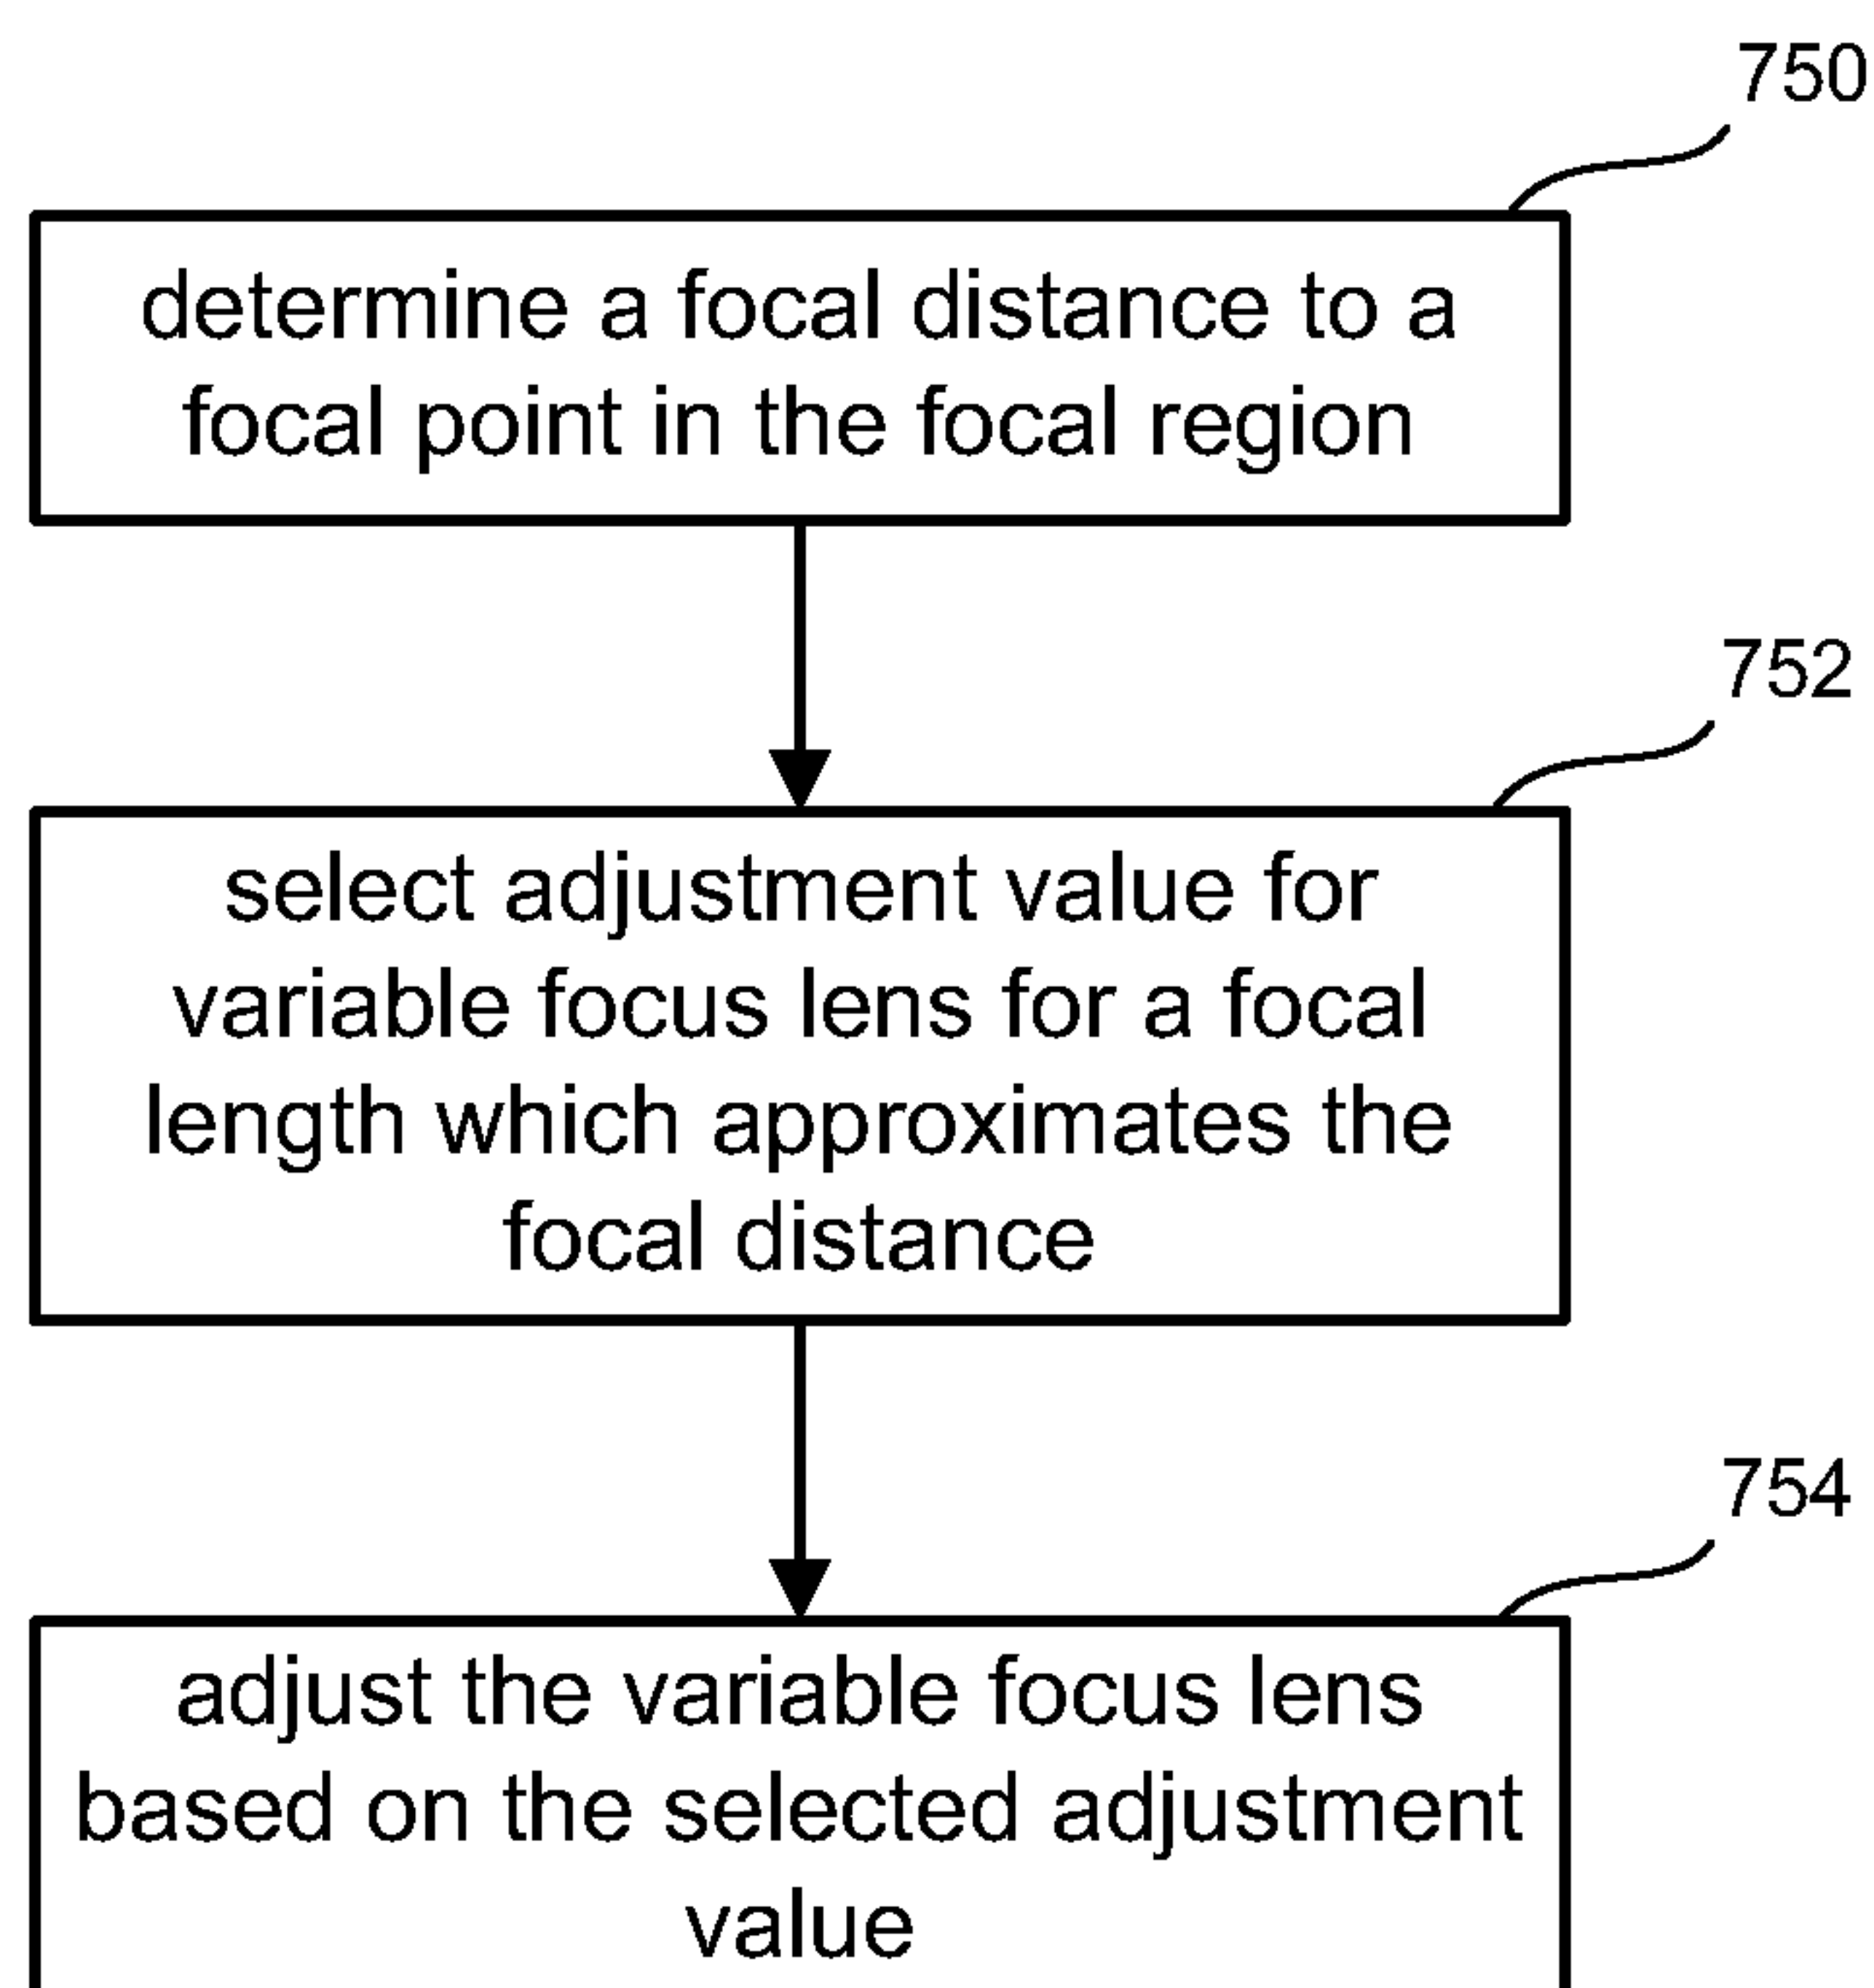 750
determine a focal distance to a
focal point in the focal region
752
select adjustment value for
variable focus lens for a focal
length which approximates the
focal distance
754
adjust the variable focus lens
based on the selected adjustment
value